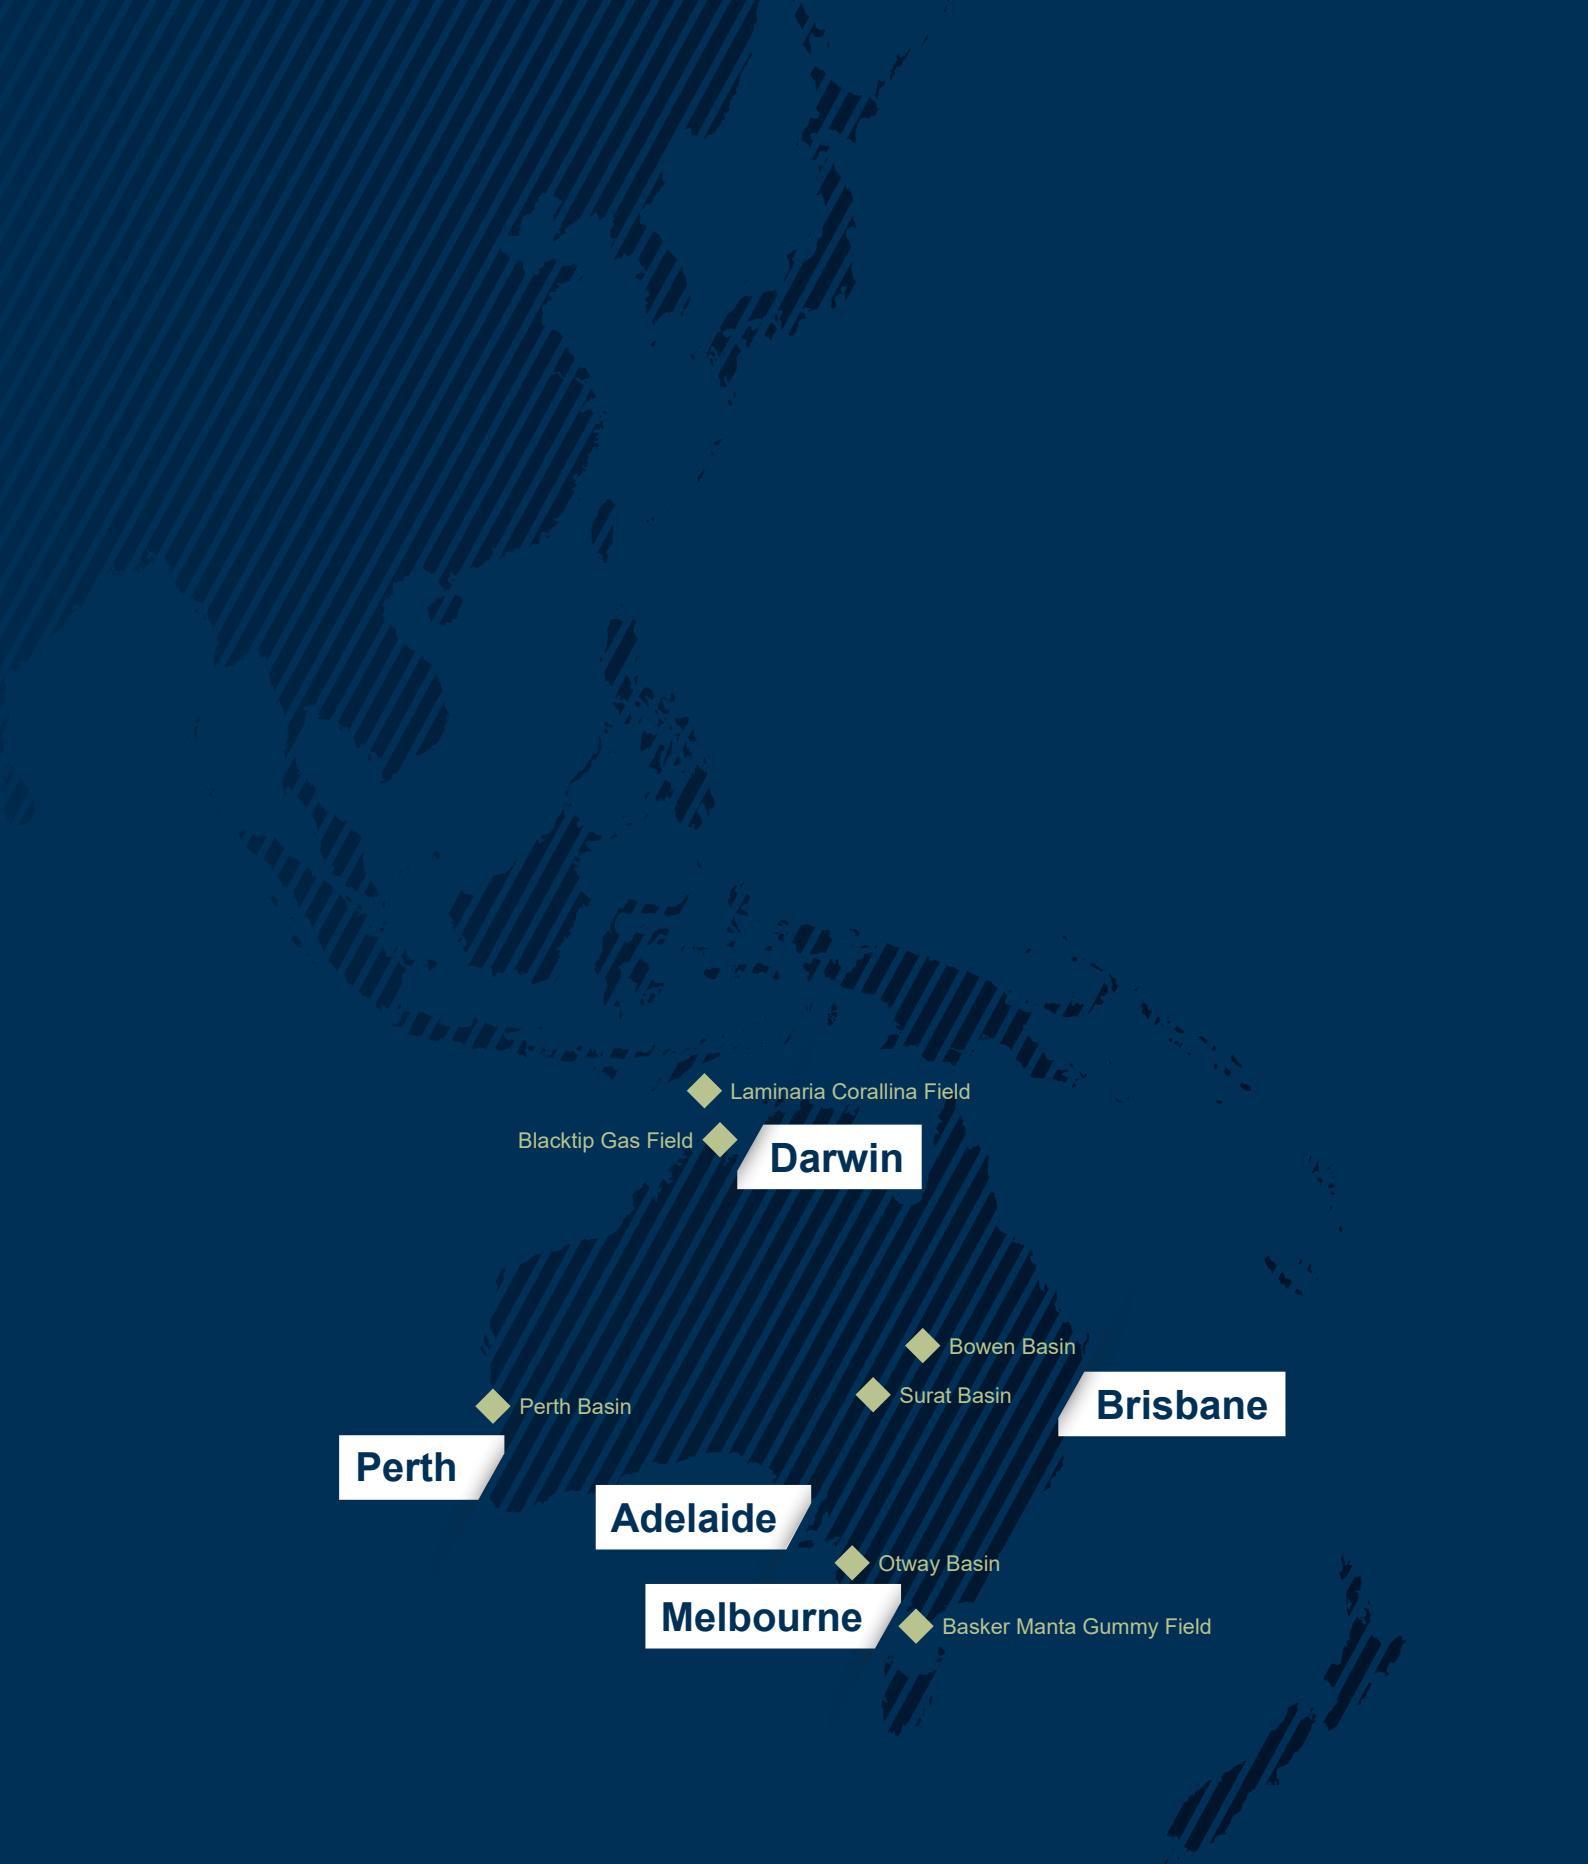 Laminaria Corallina Field
Blacktip Gas Field
Darwin
Bowen Basin
Surat Basin
Brisbane
Perth Basin
Perth
Adelaide
Otway Basin
Melbourne
Basker Manta Gummy Field